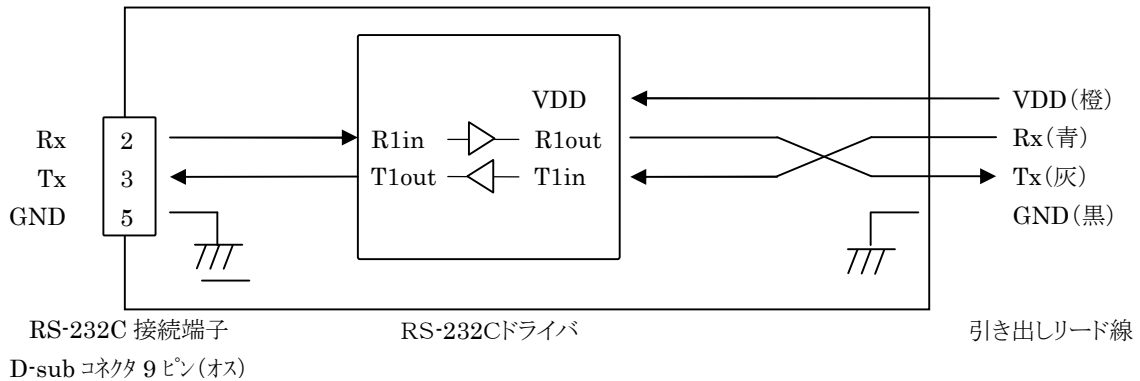 VDD VDD(橙)
Rx 2 R1in R1out Rx(青)
Tx 3 T1out T1in Tx(灰)
GND 5 GND(黒)
RS-232C 接続端子 RS-232Cドライバ 引き出しリード線
D-sub コネクタ 9 ピン(オス)